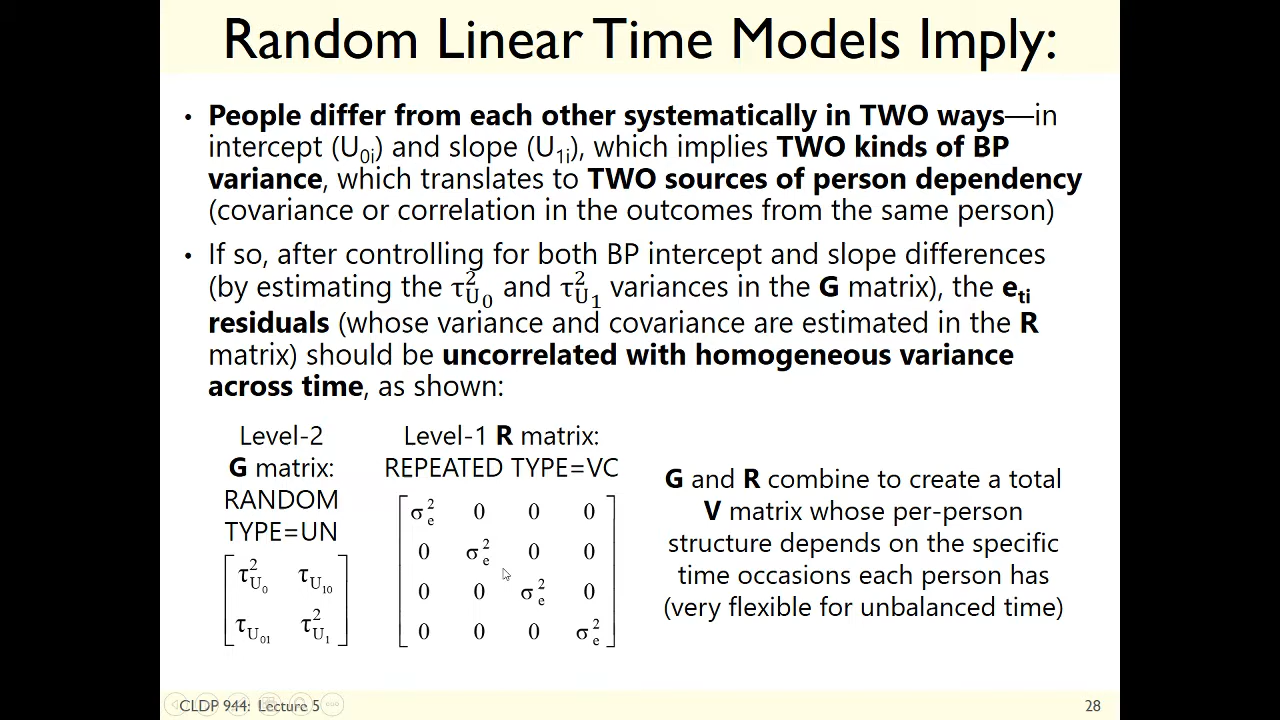 Random Linear Time Models Imply:
• People differ from each other systematically in TWO ways—in
intercept (U0i) and slope (U1i), which implies TWO kinds of BP
variance, which translates to TWO sources of person dependency
(covariance or correlation in the outcomes from the same person)
• If so, after controlling for both BP intercept and slope differences
(by estimating the τ²U₀ and τ²U₁ variances in the G matrix), the eti
residuals (whose variance and covariance are estimated in the R
matrix) should be uncorrelated with homogeneous variance
across time, as shown:
Level-2
G matrix:
RANDOM
TYPE=UN
τ²U₀ τU₁₀
τU₀₁ τ²U₁
Level-1 R matrix:
REPEATED TYPE=VC
σ²e 0 0 0
0 σ²e 0 0
0 0 σ²e 0
0 0 0 σ²e
G and R combine to create a total
V matrix whose per-person
structure depends on the specific
time occasions each person has
(very flexible for unbalanced time)
CLDP 944: Lecture 5
28